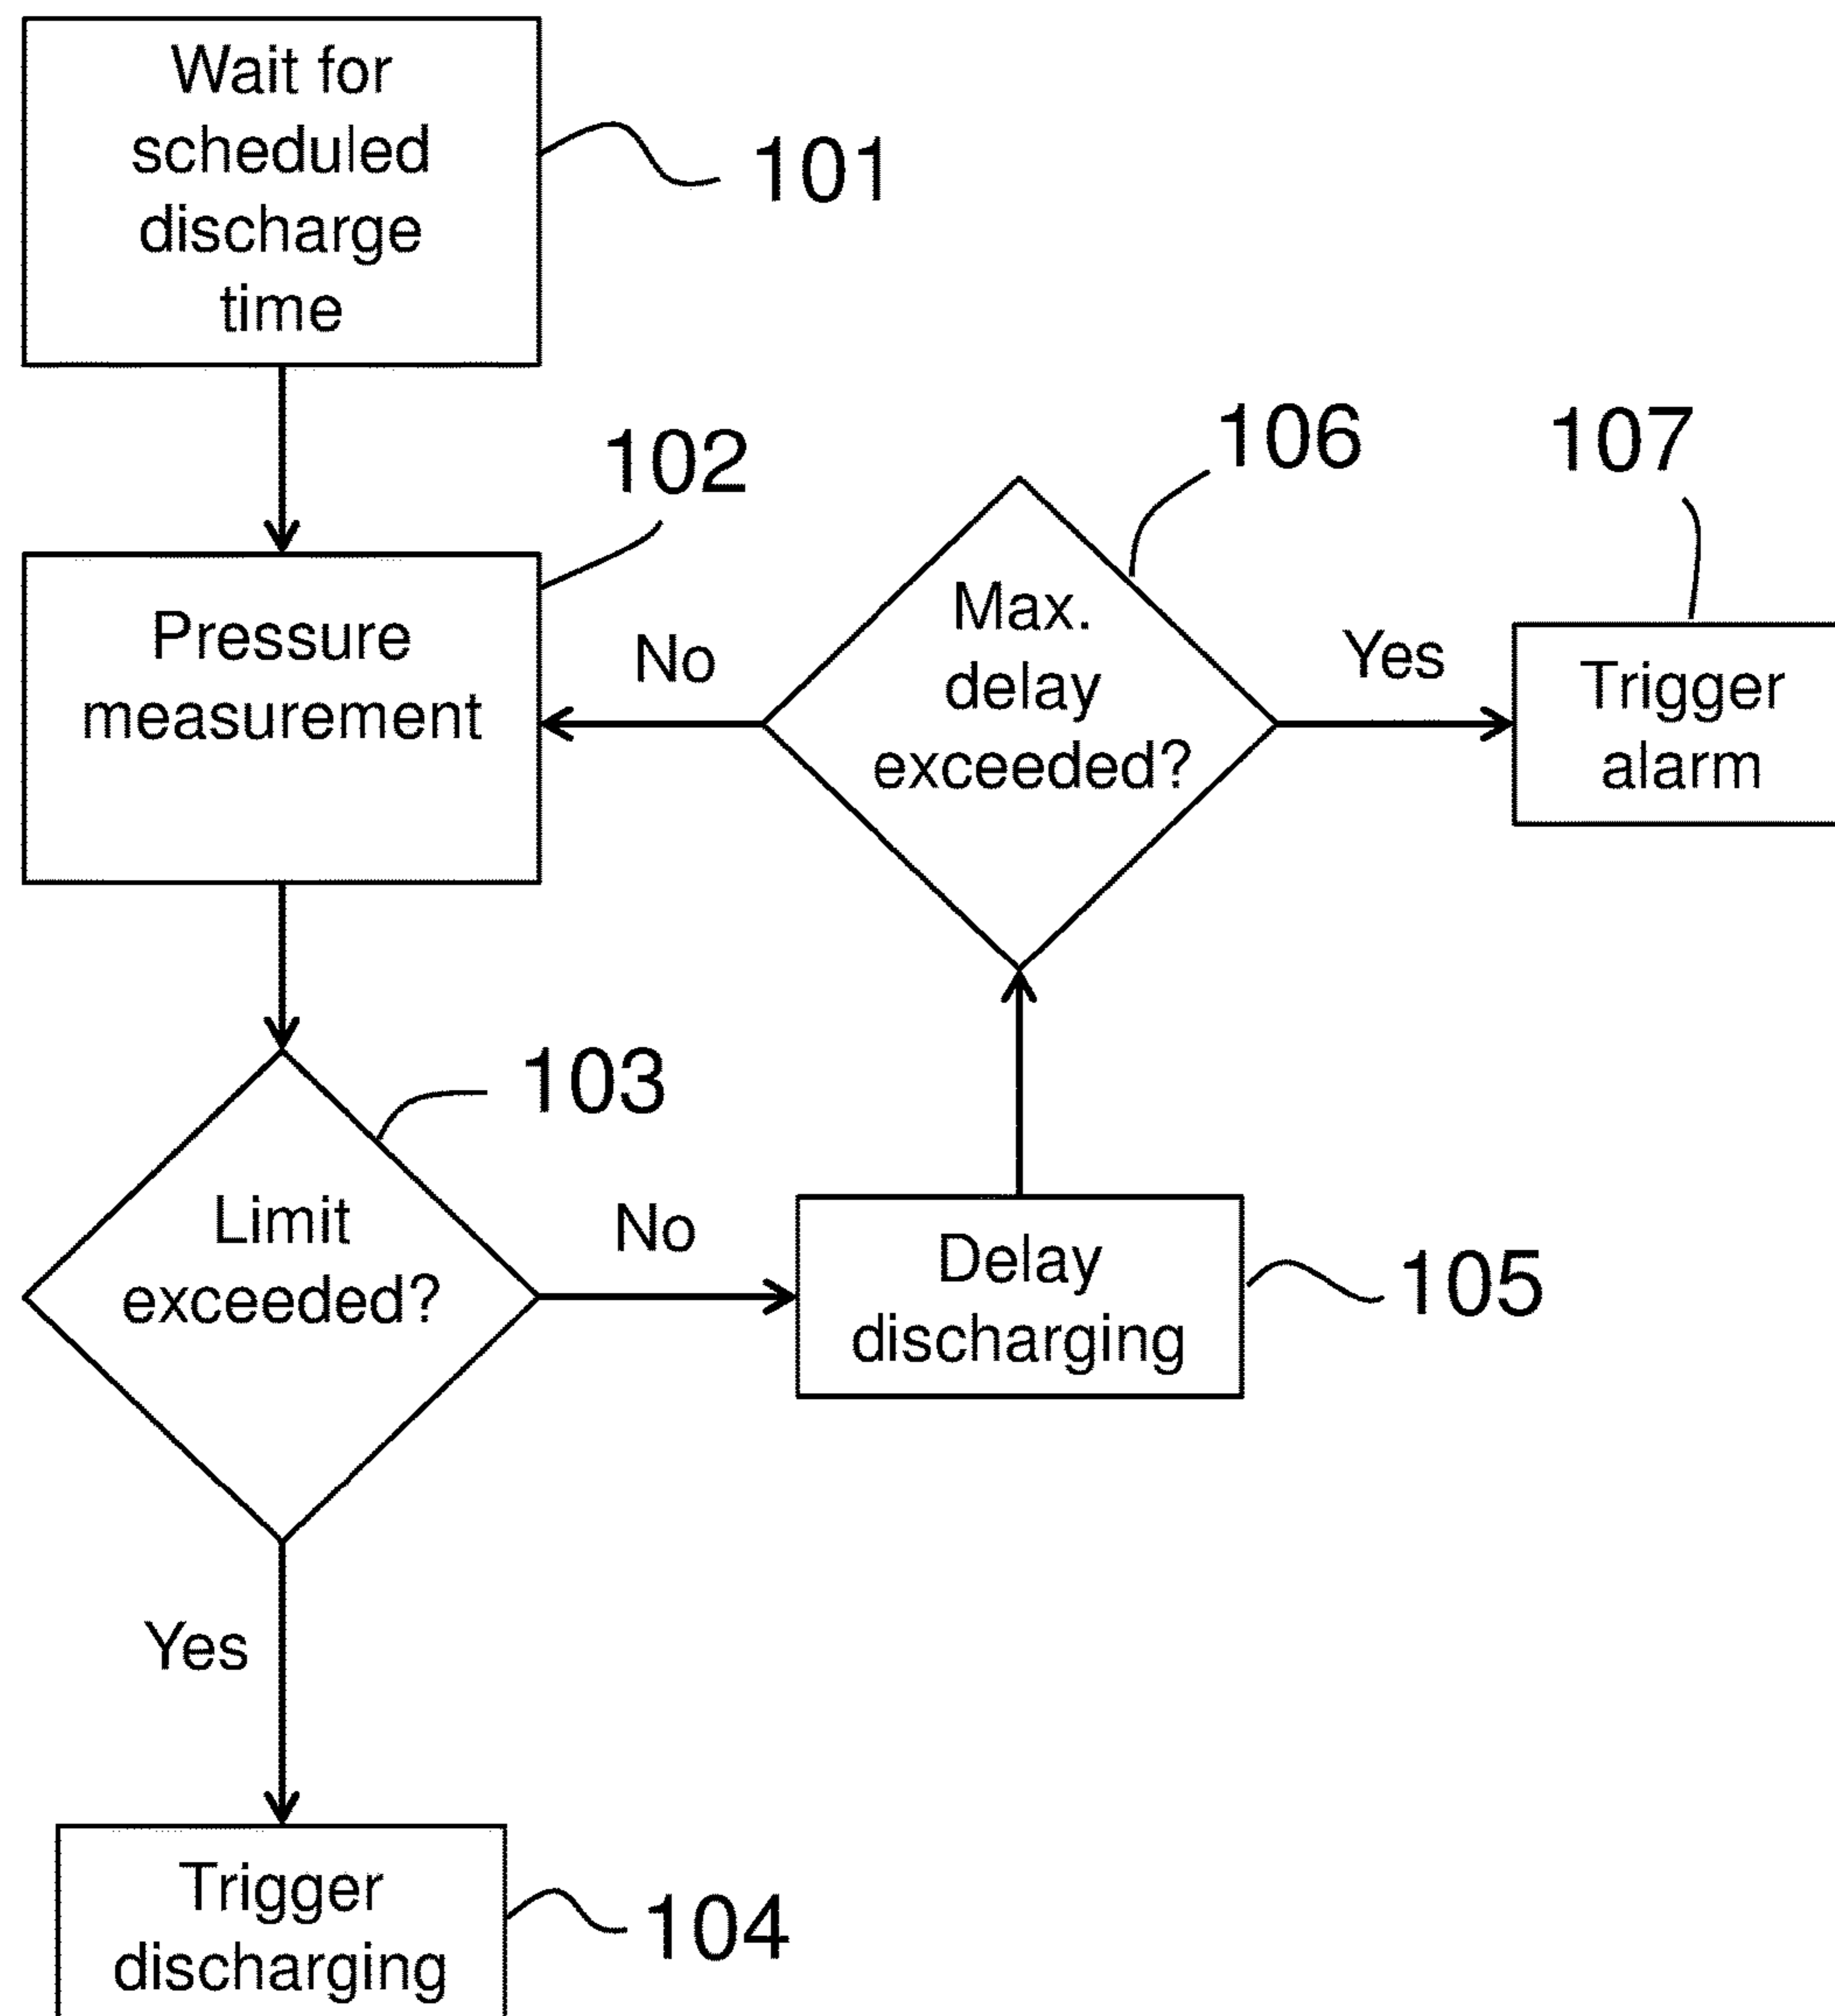 Wait for
scheduled
discharge
time
101
102
Pressure
measurement
No
Max.
delay
exceeded?
106
Yes
107
Trigger
alarm
103
Limit
exceeded?
No
Delay
discharging
105
Yes
Trigger
discharging
104